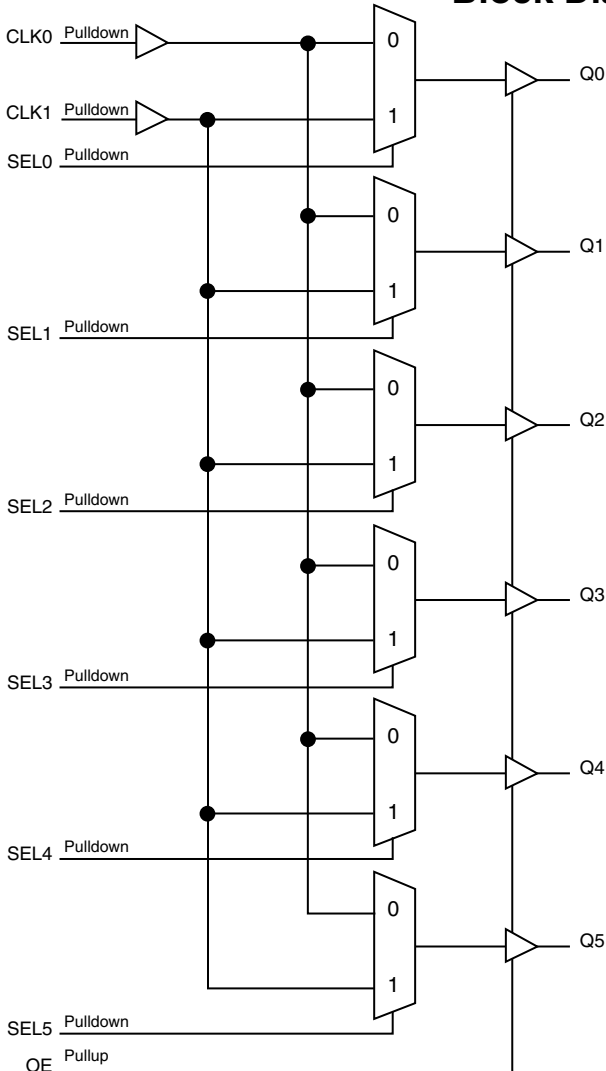 CLK0 Pulldown
0
Q0
CLK1 Pulldown
1
SEL0 Pulldown
0
Q1
1
SEL1 Pulldown
0
Q2
1
SEL2 Pulldown
0
Q3
1
SEL3 Pulldown
0
Q4
1
SEL4 Pulldown
0
Q5
1
SEL5 Pulldown
OE Pullup